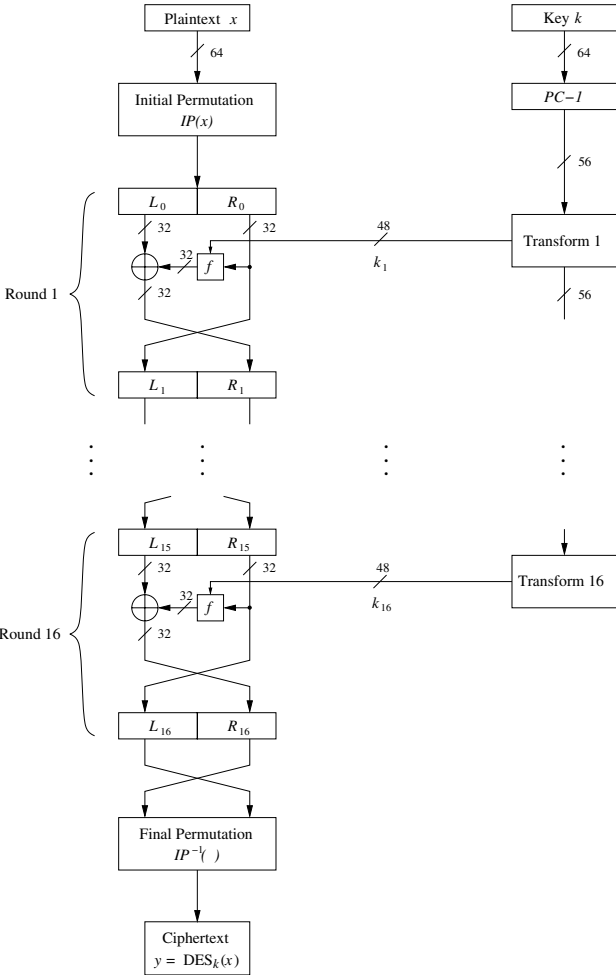 Plaintext x
Key k
64
64
Initial Permutation
IP(x)
PC−1
56
L0 R0
32 32
48
Transform 1
32
f
k1
32
56
Round 1
L1 R1
L15 R15
32 32
48
Transform 16
32
f
k16
32
Round 16
L16 R16
Final Permutation
IP−1( )
Ciphertext
y = DESk(x)